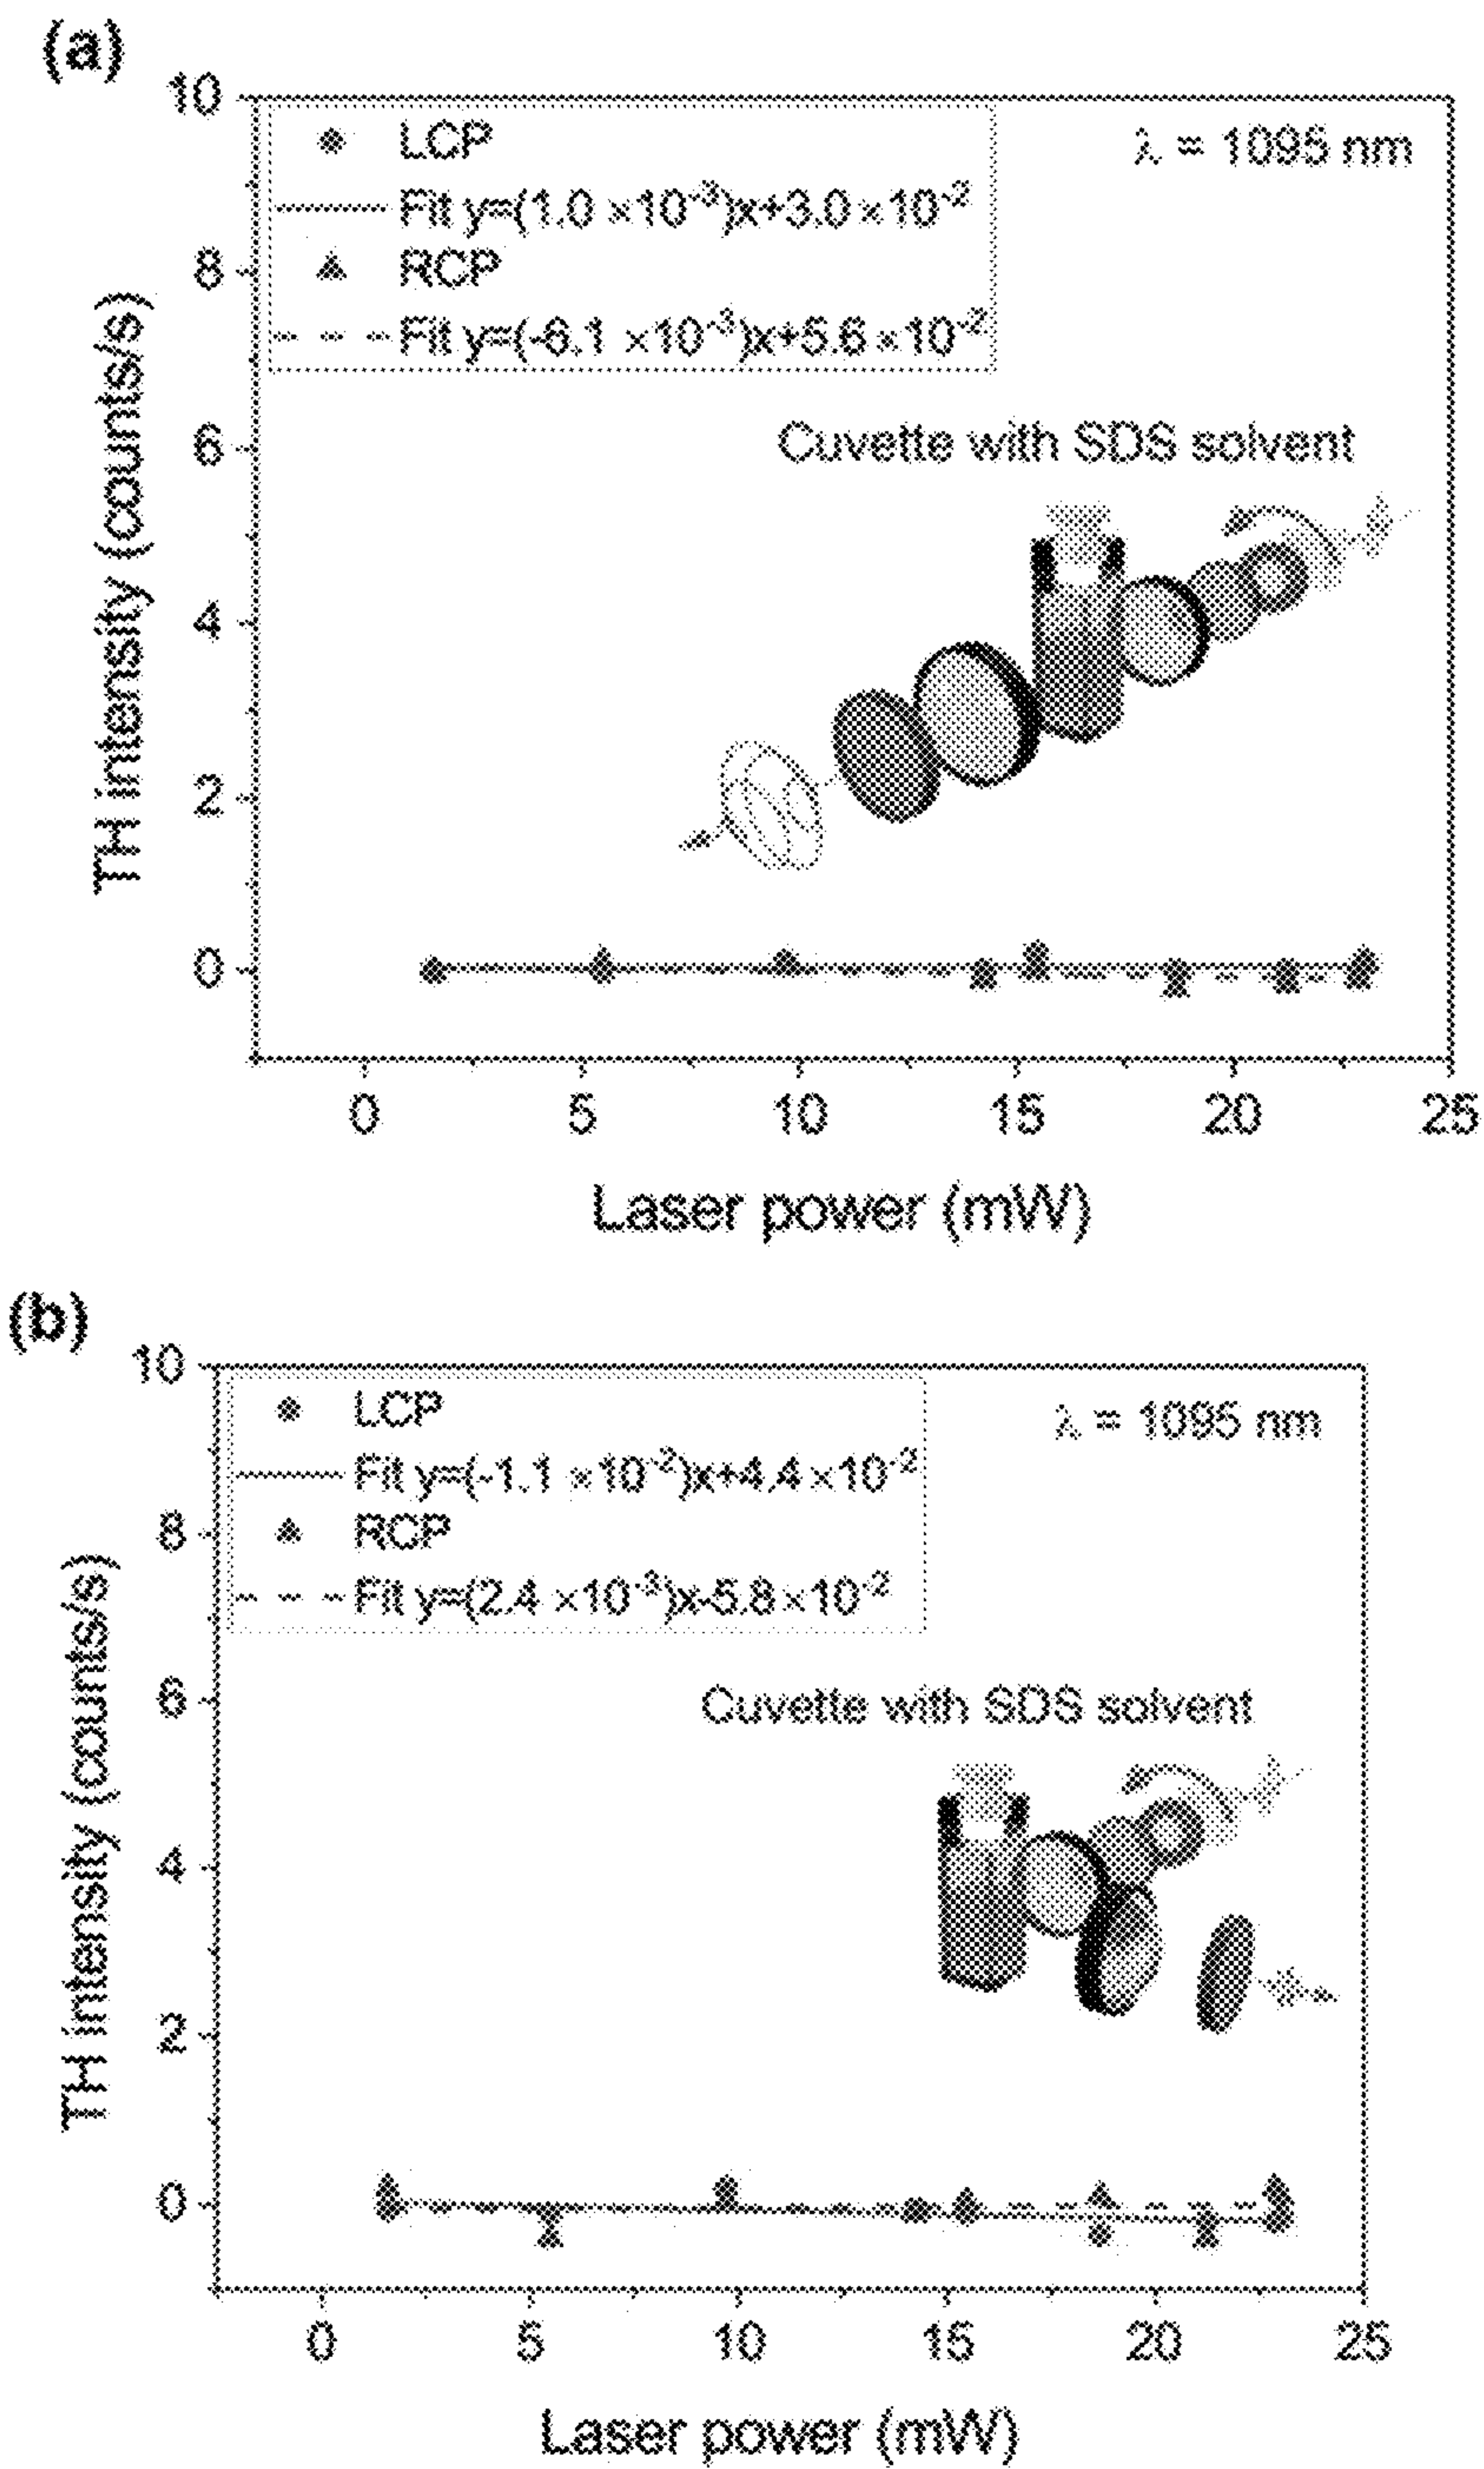 (a)
10
LCP
λ = 1095 nm
Fit y=(1.0 ×10⁻³)x+3.0×10⁻²
8
RCP
Fit y=(-6.1 ×10⁻³)x+5.6×10⁻²
TH intensity (counts/s)
6
Cuvette with SDS solvent
4
2
0
0 5 10 15 20 25
Laser power (mW)
(b)
10
LCP
λ = 1095 nm
Fit y=(-1.1 ×10⁻²)x+4.4×10⁻²
8
RCP
Fit y=(2.4 ×10⁻³)x-5.8×10⁻²
TH intensity (counts/s)
6
Cuvette with SDS solvent
4
2
0
0 5 10 15 20 25
Laser power (mW)